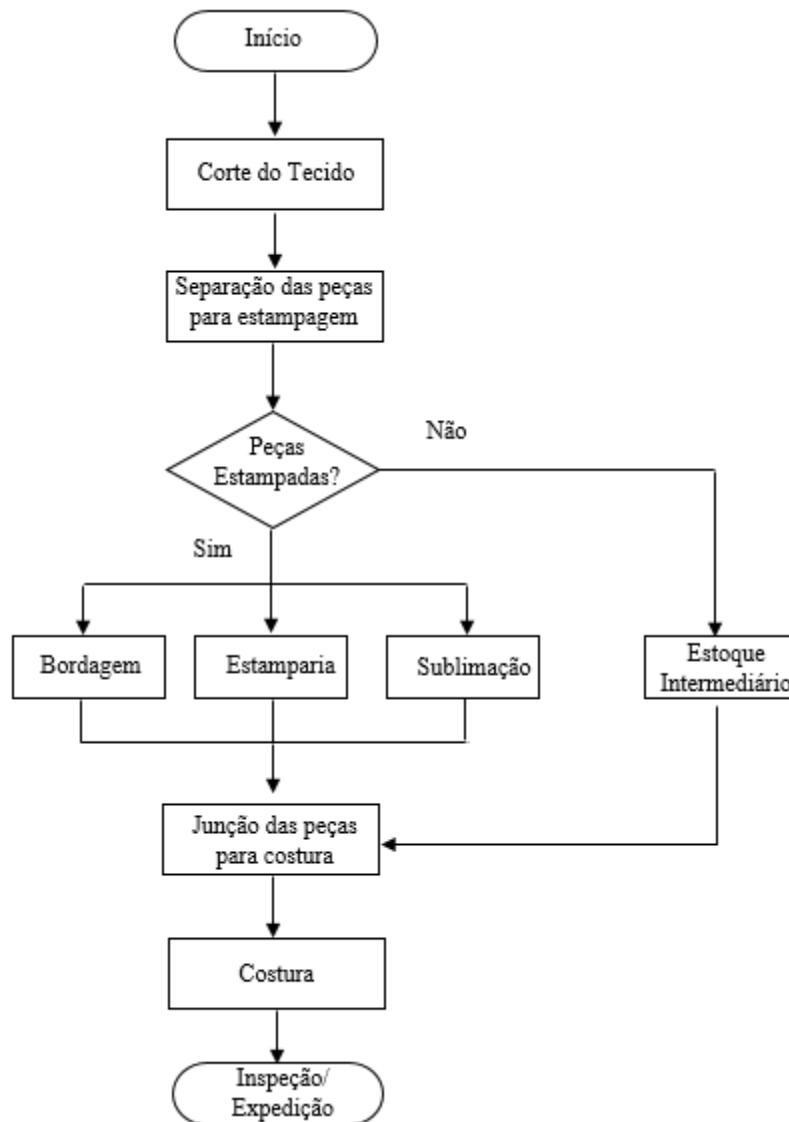 Início
Corte do Tecido
Separação das peças
para estampagem
Não
Peças
Estampadas?
Sim
Bordagem
Estamparia
Sublimação
Estoque
Intermediário
Junção das peças
para costura
Costura
Inspeção/
Expedição